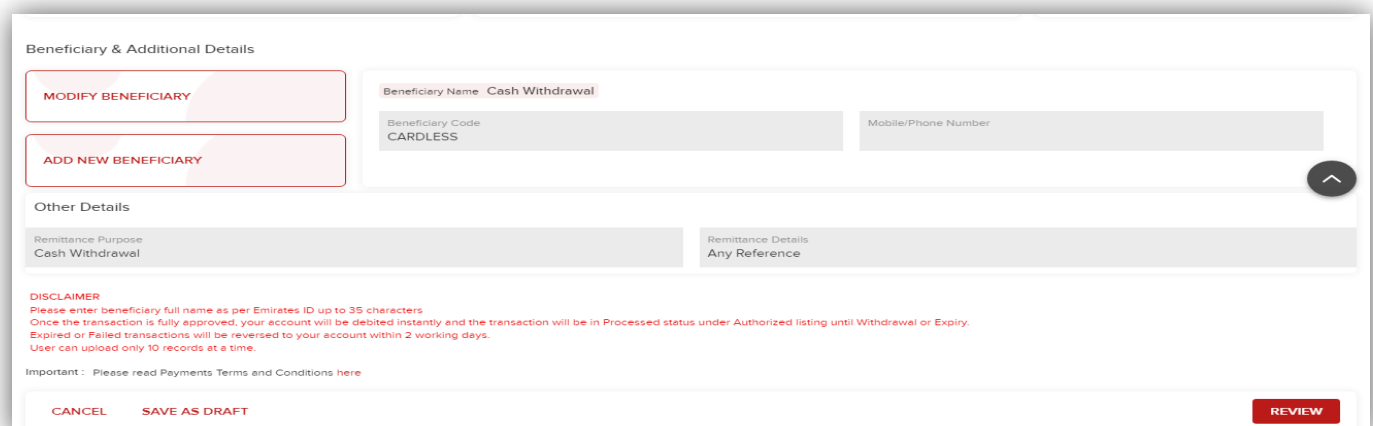 Beneficiary & Additional Details
MODIFY BENEFICIARY
ADD NEW BENEFICIARY
Beneficiary Name Cash Withdrawal
Beneficiary Code
CARDLESS
Mobile/Phone Number
Other Details
Remittance Purpose
Cash Withdrawal
Remittance Details
Any Reference
DISCLAIMER
Please enter beneficiary full name as per Emirates ID up to 35 characters
Once the transaction is fully approved, your account will be debited instantly and the transaction will be in Processed status under Authorized listing until Withdrawal or Expiry.
Expired or Failed transactions will be reversed to your account within 2 working days.
User can upload only 10 records at a time.
Important : Please read Payments Terms and Conditions here
CANCEL SAVE AS DRAFT REVIEW